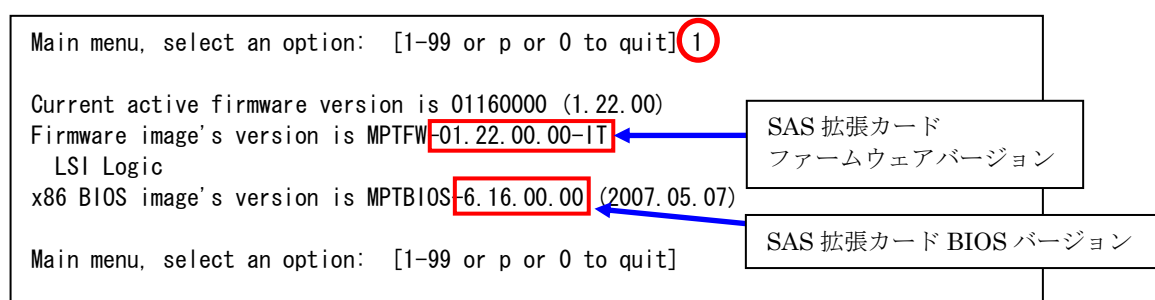 Main menu, select an option:  [1-99 or p or 0 to quit] 1
Current active firmware version is 01160000 (1.22.00)
Firmware image's version is MPTFW-01.22.00.00-IT
  LSI Logic
x86 BIOS image's version is MPTBIOS-6.16.00.00 (2007.05.07)
Main menu, select an option:  [1-99 or p or 0 to quit]
SAS 拡張カード
ファームウェアバージョン
SAS 拡張カード BIOS バージョン